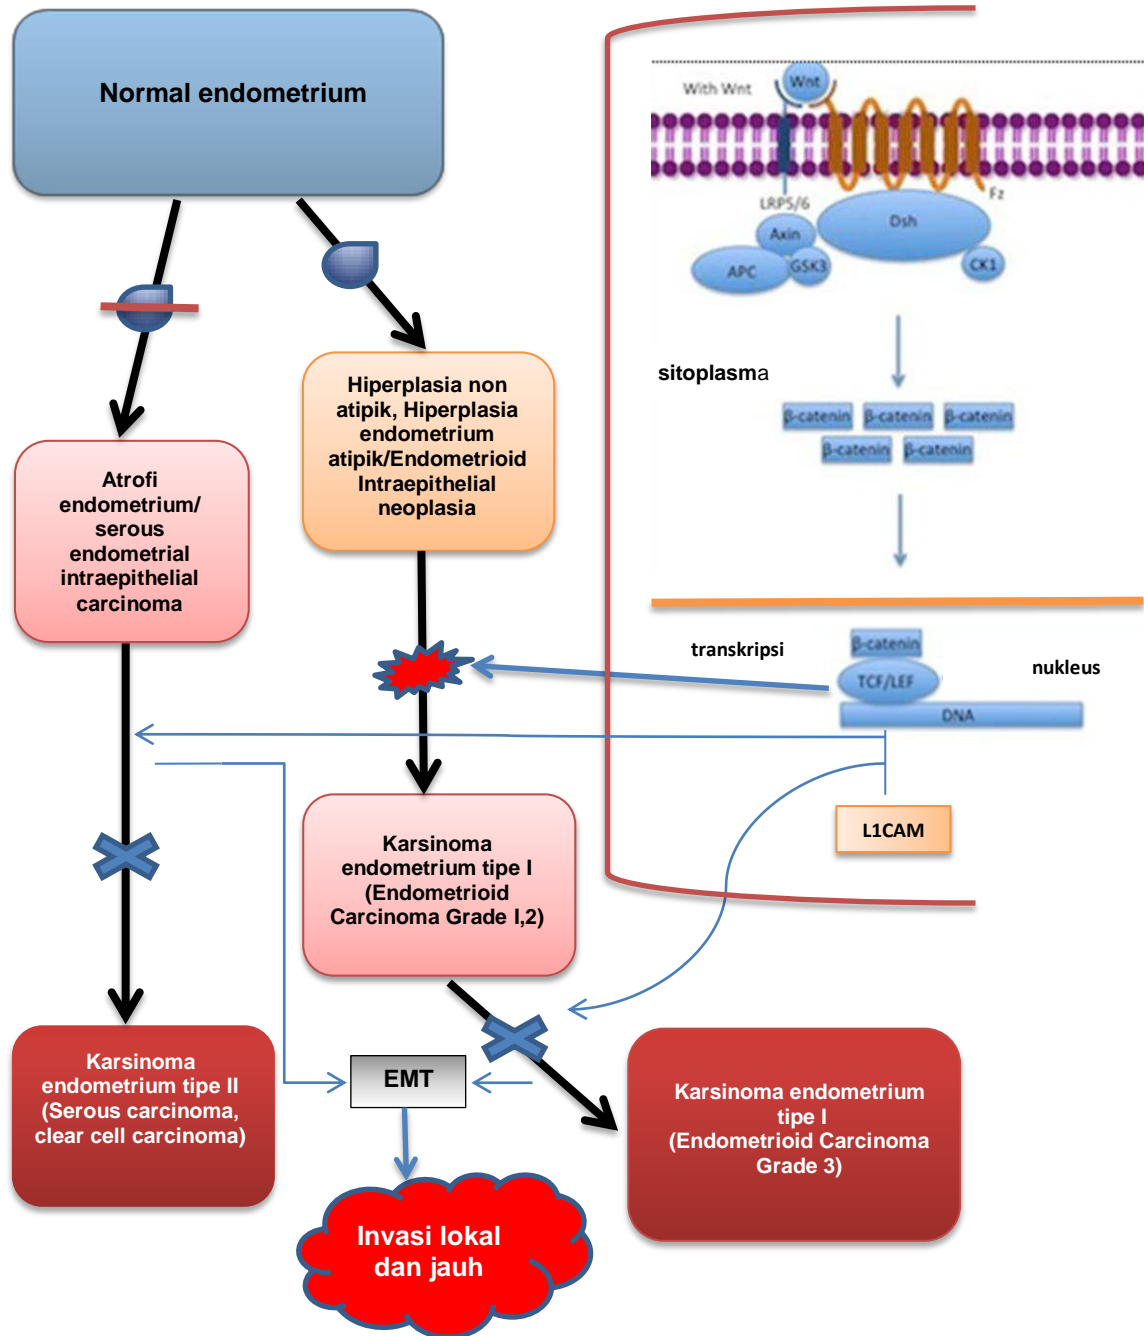 Normal endometrium
With Wnt
Wnt
LRP5/6
Fz
Axin
Dsh
APC
GSK3
CK1
sitoplasma
β-catenin
β-catenin
β-catenin
β-catenin
β-catenin
Hiperplasia non
atipik, Hiperplasia
endometrium
atipik/Endometrioid
Intraepithelial
neoplasia
Atrofi
endometrium/
serous
endometrial
intraepithelial
carcinoma
transkripsi
β-catenin
TCF/LEF
nukleus
DNA
L1CAM
Karsinoma
endometrium tipe I
(Endometrioid
Carcinoma Grade I,2)
Karsinoma
endometrium tipe II
(Serous carcinoma,
clear cell carcinoma)
EMT
Karsinoma endometrium
tipe I
(Endometrioid Carcinoma
Grade 3)
Invasi lokal
dan jauh